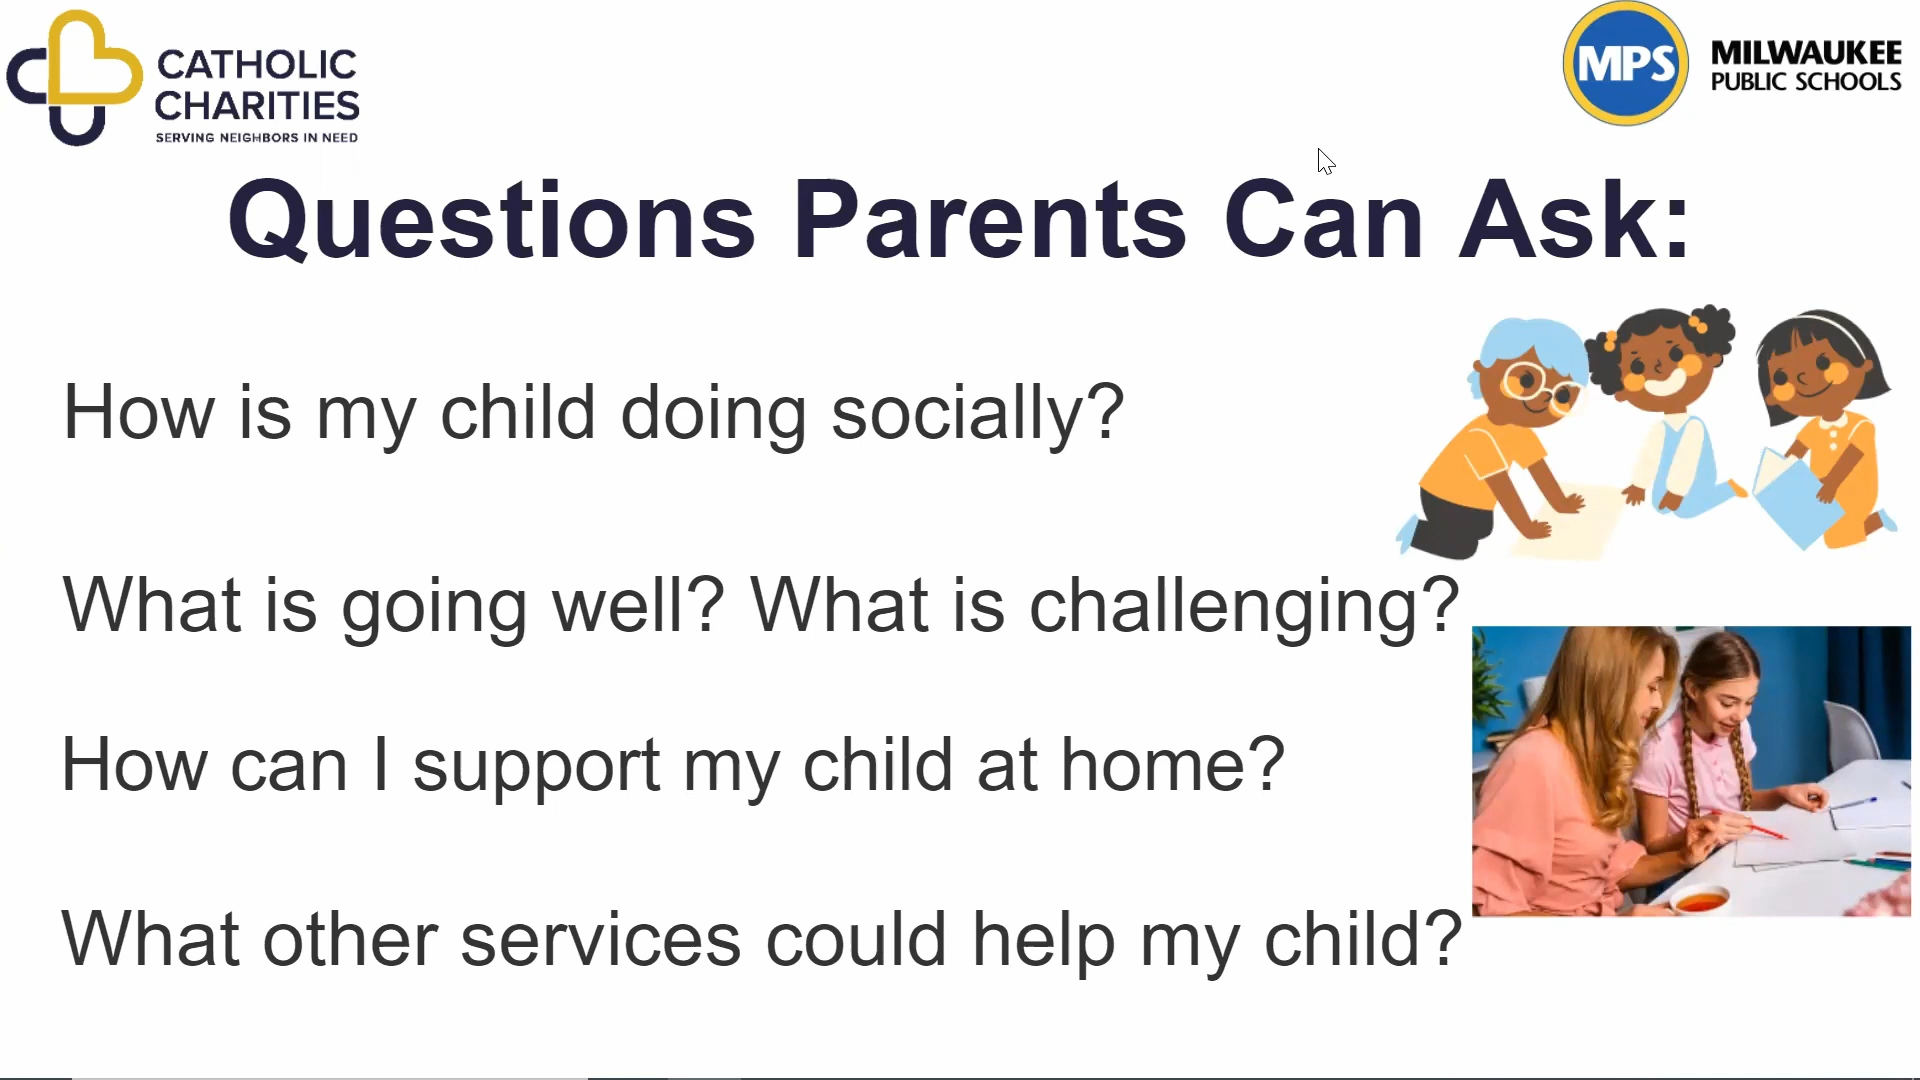 CATHOLIC
CHARITIES
SERVING NEIGHBORS IN NEED
MPS
MILWAUKEE
PUBLIC SCHOOLS
Questions Parents Can Ask:
How is my child doing socially?
What is going well? What is challenging?
How can I support my child at home?
What other services could help my child?